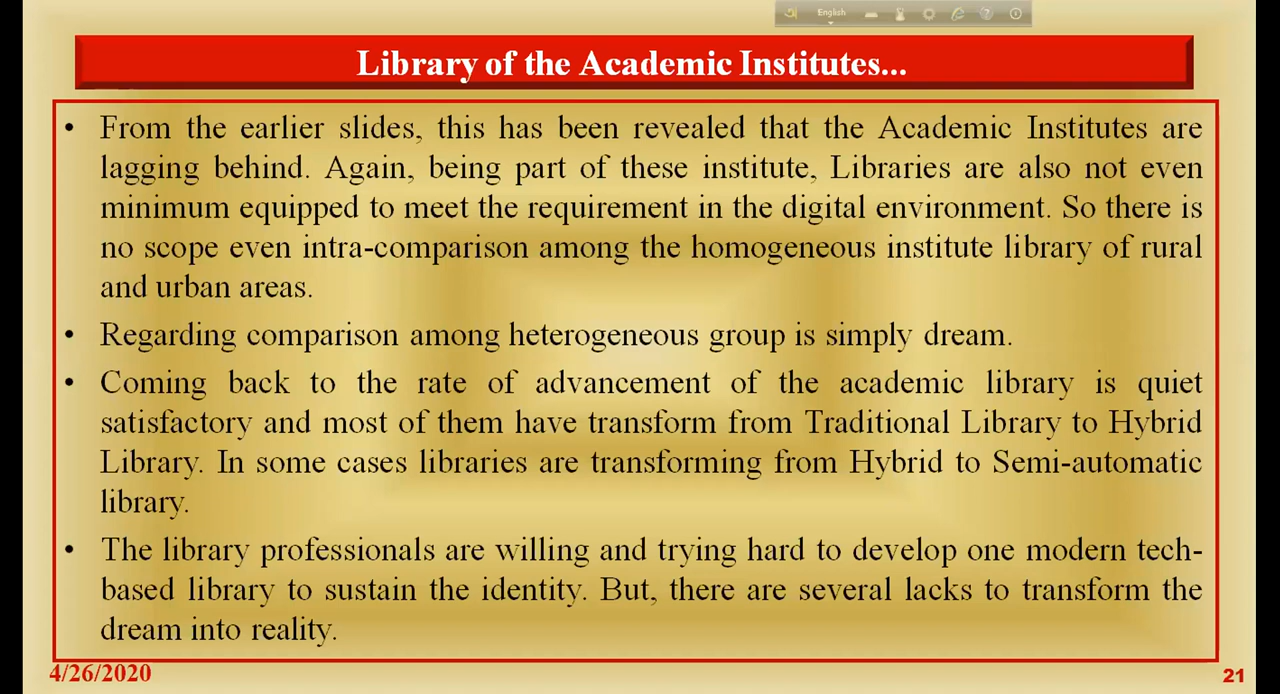 English
Library of the Academic Institutes...
• From the earlier slides, this has been revealed that the Academic Institutes are
lagging behind. Again, being part of these institute, Libraries are also not even
minimum equipped to meet the requirement in the digital environment. So there is
no scope even intra-comparison among the homogeneous institute library of rural
and urban areas.
• Regarding comparison among heterogeneous group is simply dream.
• Coming back to the rate of advancement of the academic library is quiet
satisfactory and most of them have transform from Traditional Library to Hybrid
Library. In some cases libraries are transforming from Hybrid to Semi-automatic
library.
• The library professionals are willing and trying hard to develop one modern tech-
based library to sustain the identity. But, there are several lacks to transform the
dream into reality.
4/26/2020
21